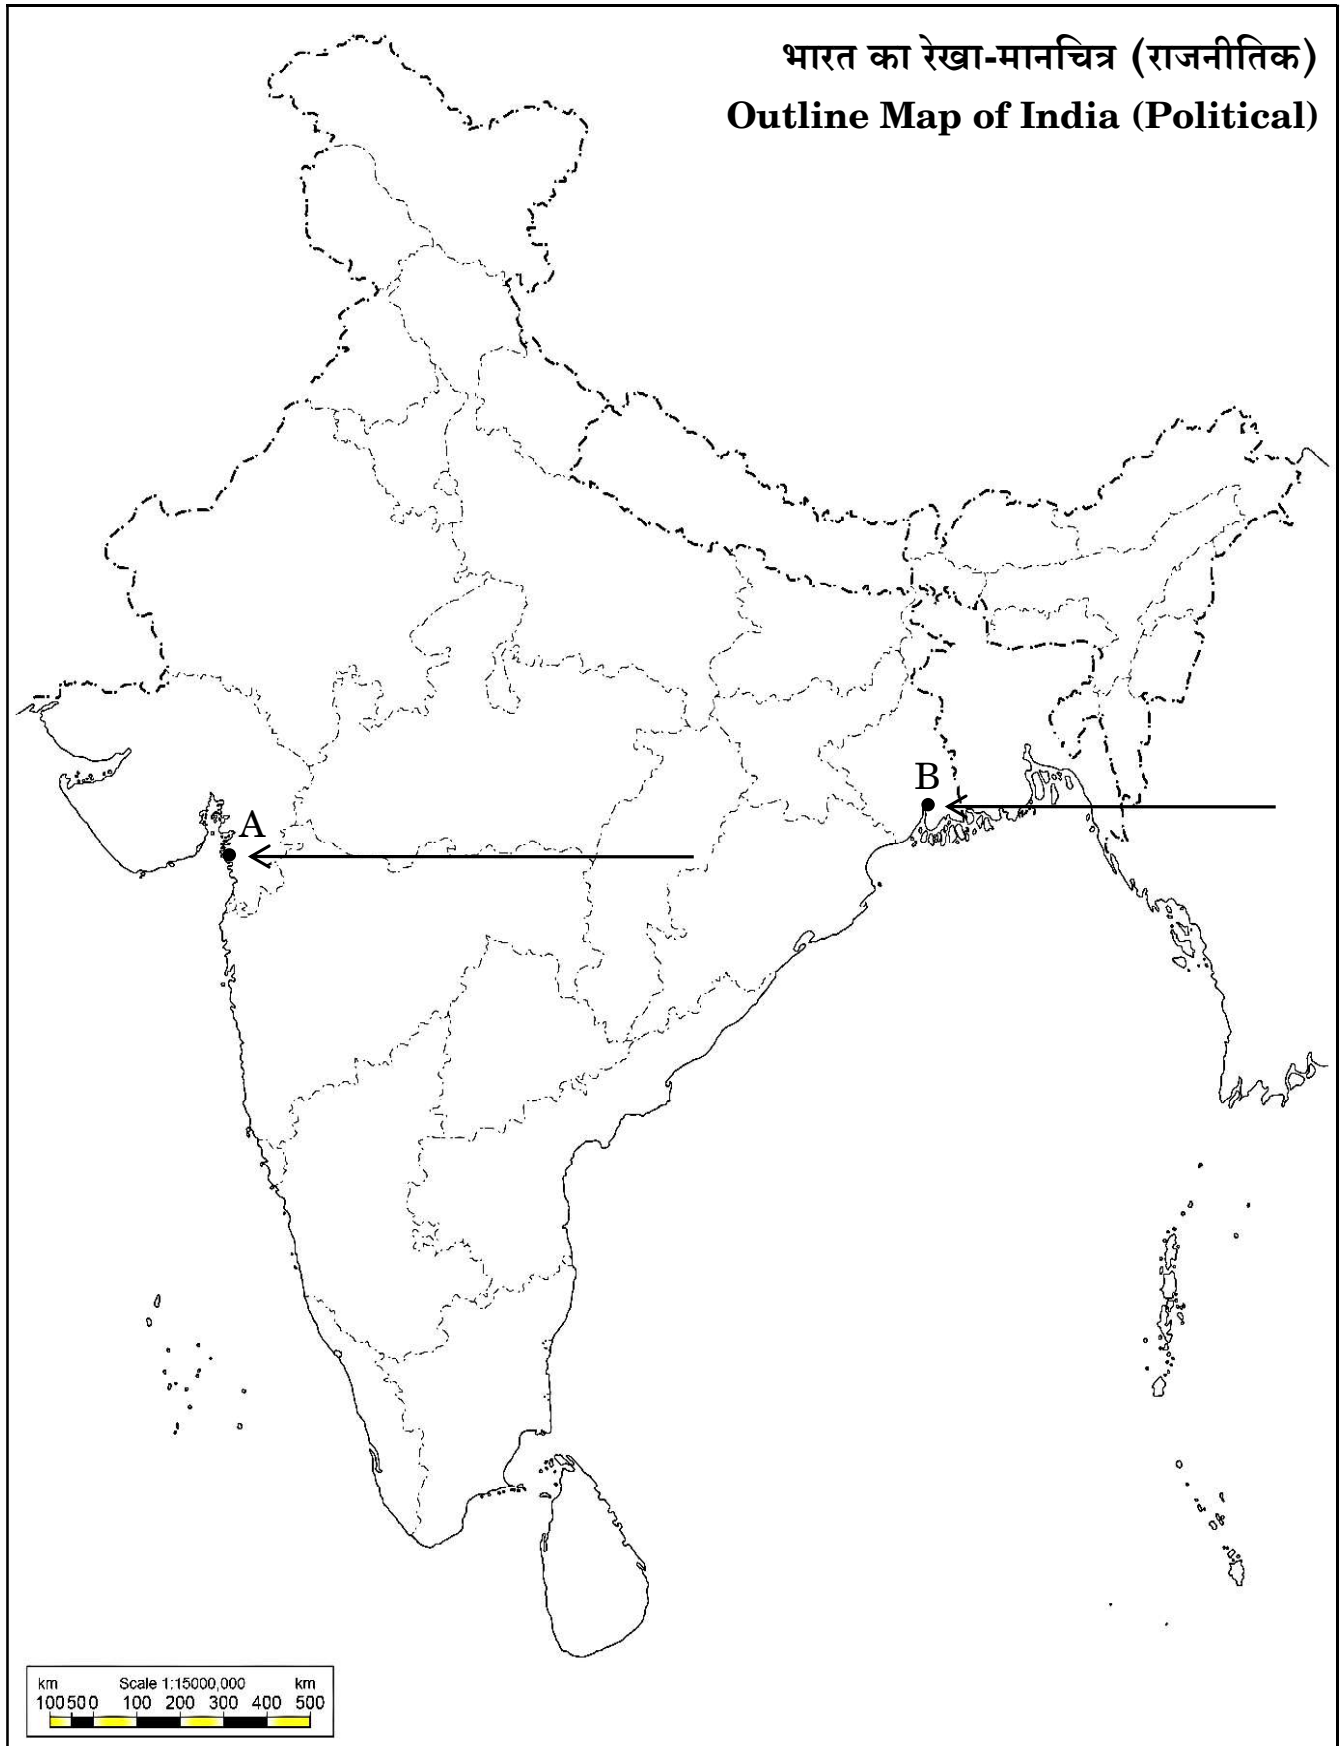 भारत का रेखा-मानचित्र (राजनीतिक)
Outline Map of India (Political)
B
A
km Scale 1:15000,000 km
100 50 0 100 200 300 400 500